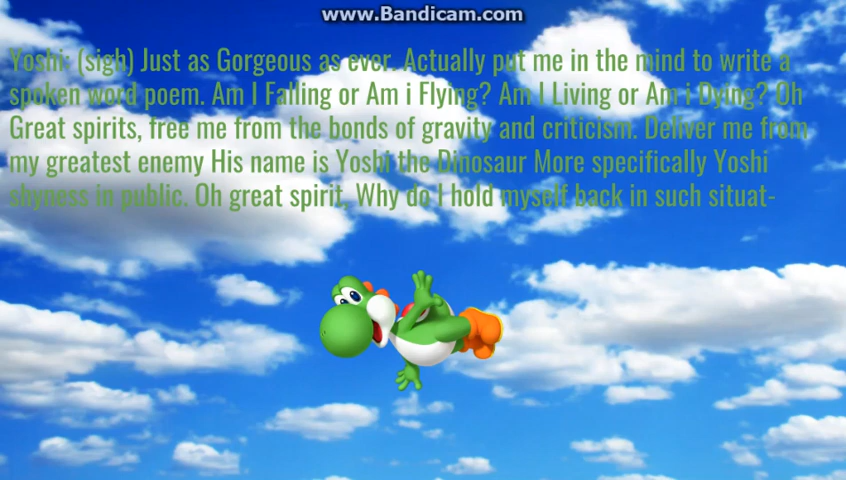 www.Bandicam.com
Yoshi: (sigh) Just as Gorgeous as ever. Actually put me in the mind to write a
spoken word poem. Am I Falling or Am i Flying? Am I Living or Am i Dying? Oh
Great spirits, free me from the bonds of gravity and criticism. Deliver me from
my greatest enemy His name is Yoshi the Dinosaur More specifically Yoshi
shyness in public. Oh great spirit, Why do I hold myself back in such situat-